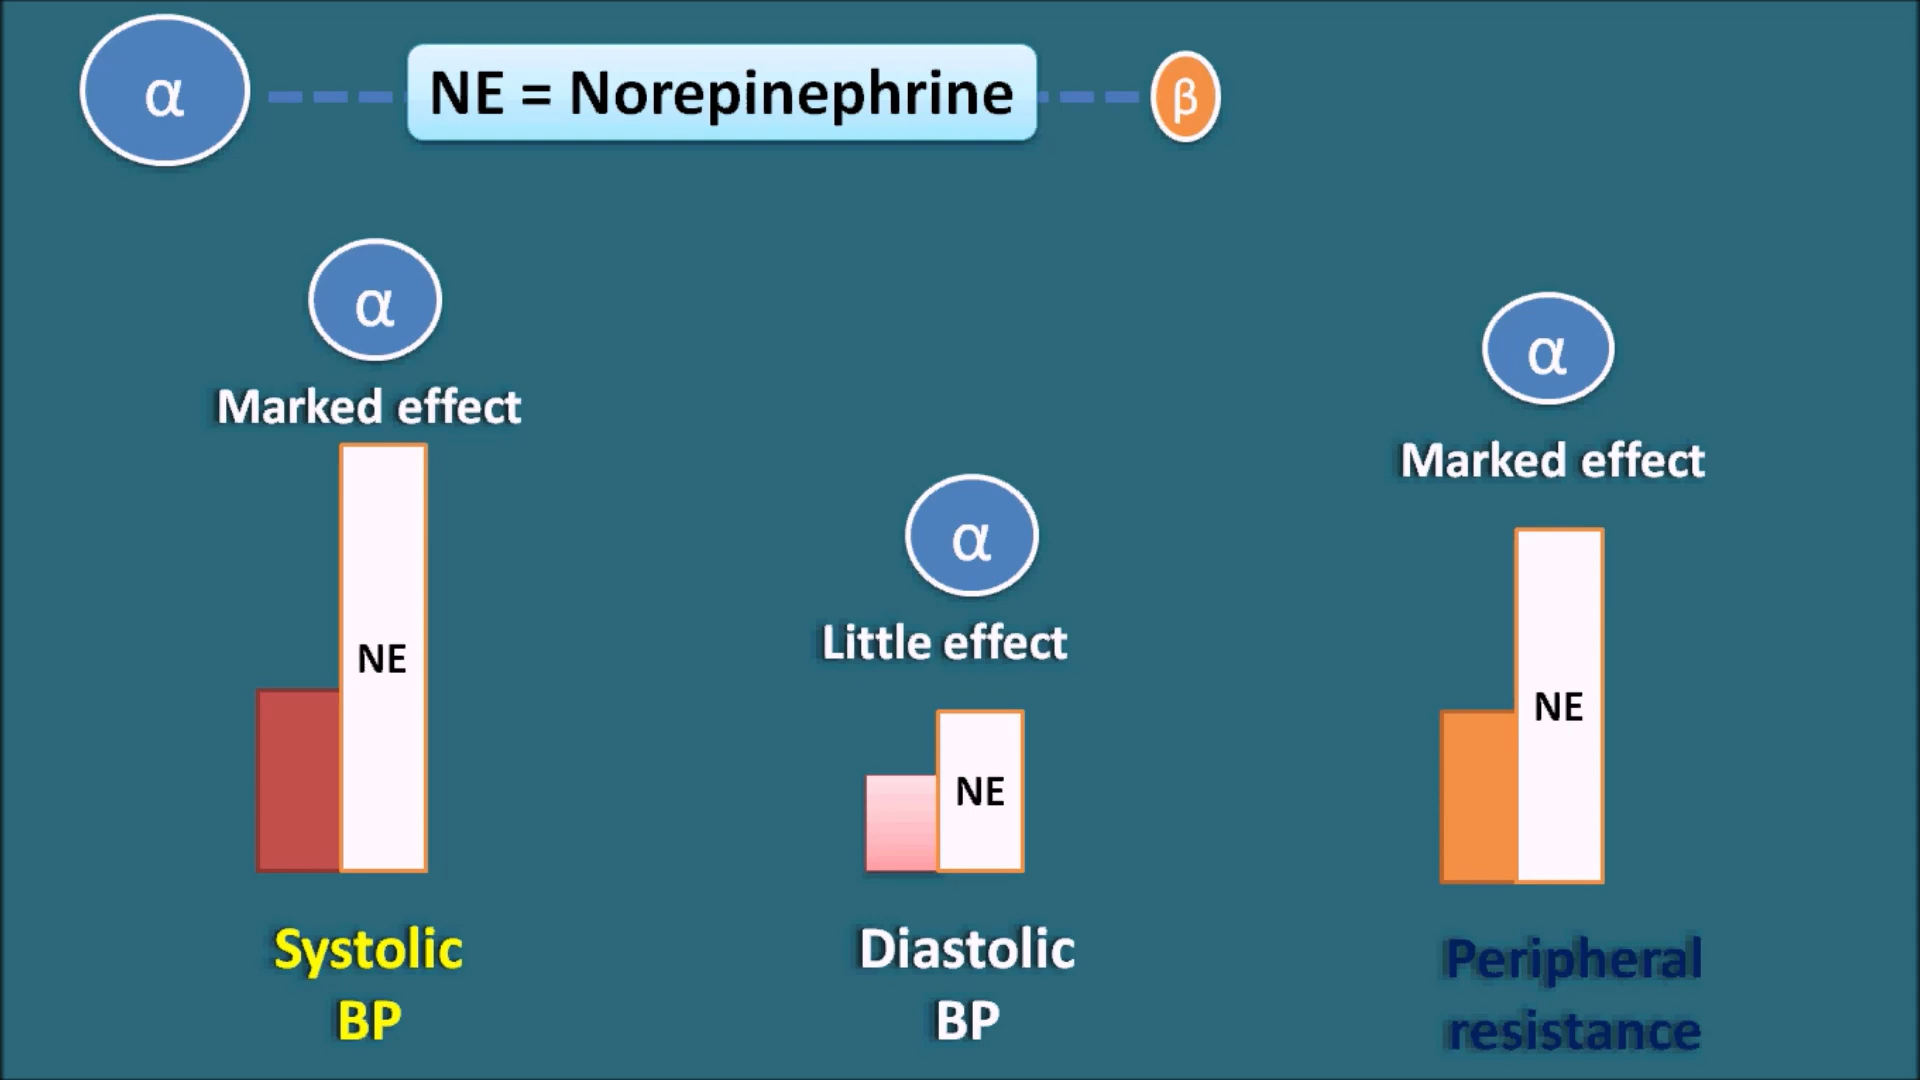 α
NE = Norepinephrine
β
α
Marked effect
NE
Systolic
BP
α
Little effect
NE
Diastolic
BP
α
Marked effect
NE
Peripheral
resistance